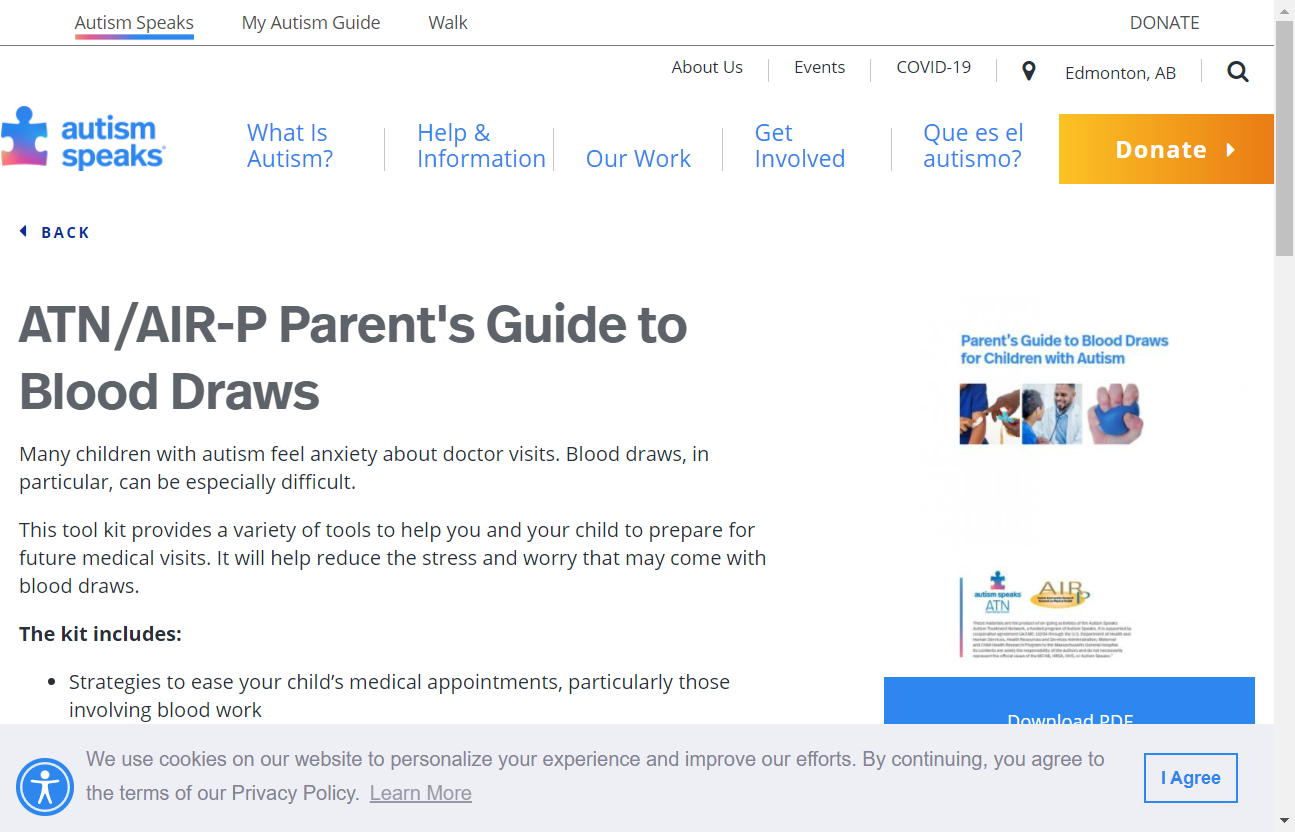 Autism Speaks
My Autism Guide
Walk
DONATE
About Us
Events
COVID-19
Edmonton, AB
autism
speaks
What Is
Autism?
Help &
Information
Our Work
Get
Involved
Que es el
autismo?
Donate
BACK
ATN/AIR-P Parent's Guide to
Blood Draws
Many children with autism feel anxiety about doctor visits. Blood draws, in
particular, can be especially difficult.
This tool kit provides a variety of tools to help you and your child to prepare for
future medical visits. It will help reduce the stress and worry that may come with
blood draws.
The kit includes:
• Strategies to ease your child’s medical appointments, particularly those
involving blood work
Parent's Guide to Blood Draws
for Children with Autism
autism speaks
ATN
AIRP
Download PDF
We use cookies on our website to personalize your experience and improve our efforts. By continuing, you agree to
the terms of our Privacy Policy. Learn More
I Agree